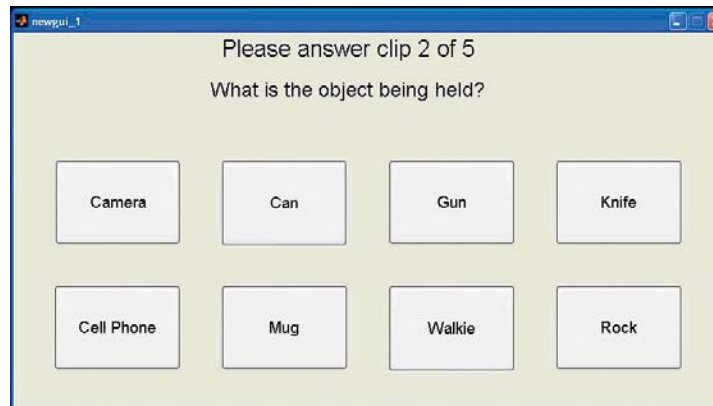 newgui_1
Please answer clip 2 of 5
What is the object being held?
Camera Can Gun Knife
Cell Phone Mug Walkie Rock